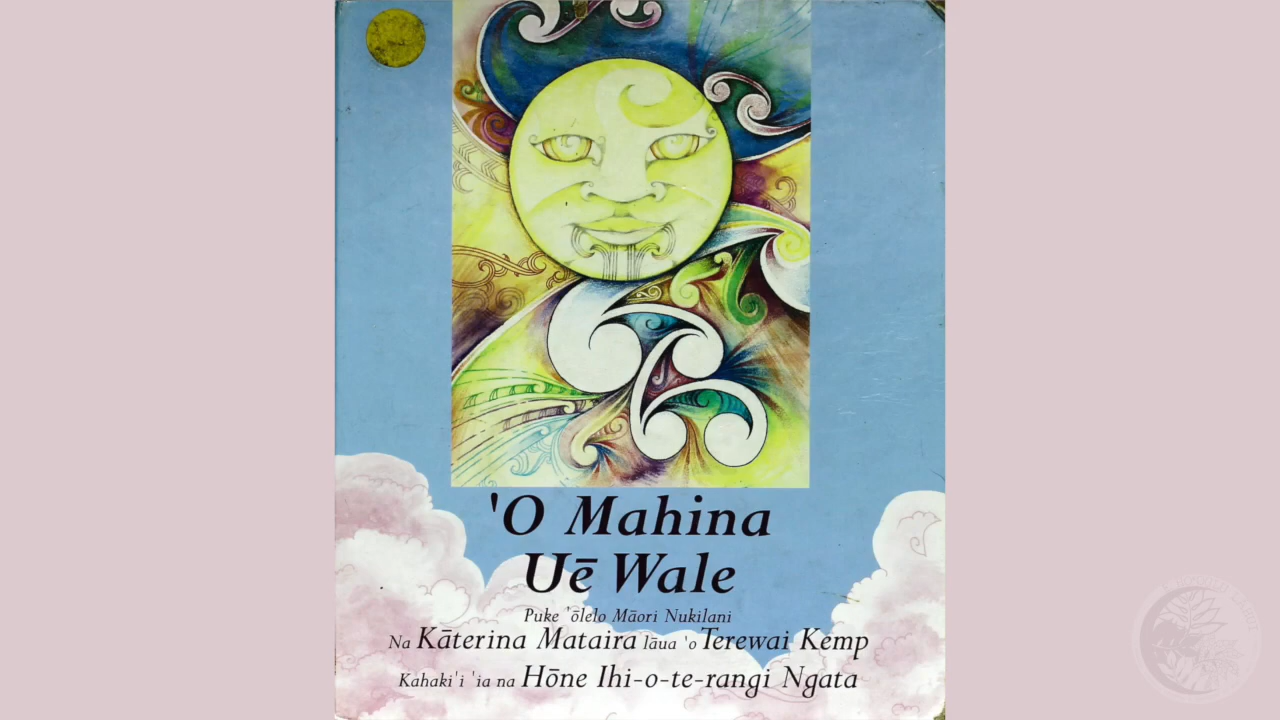 'O Mahina
Uē Wale
Puke 'ōlelo Māori Nukilani
Na Kāterina Mataira lāua 'o Terewai Kemp
Kahaki'i 'ia na Hōne Ihi-o-te-rangi Ngata